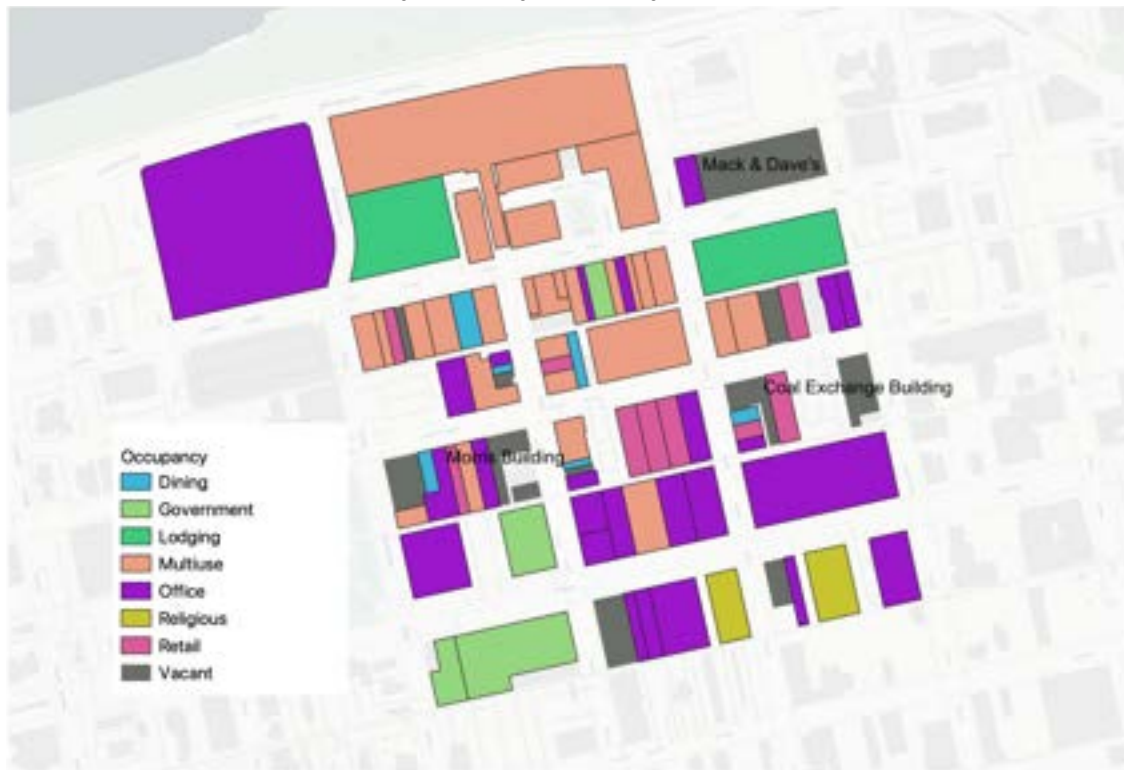 Mack & Dave's
Coal Exchange Building
Morris Building
Occupancy
Dining
Government
Lodging
Multiuse
Office
Religious
Retail
Vacant